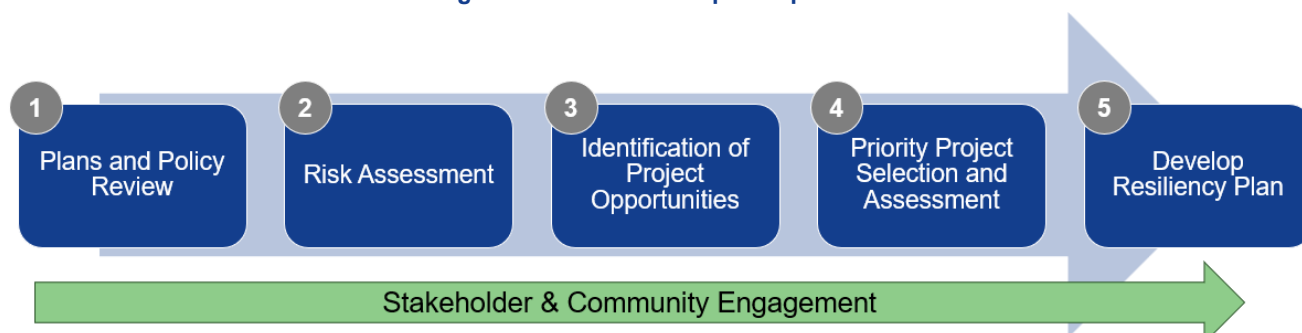 1
Plans and Policy
Review
2
Risk Assessment
3
Identification of
Project
Opportunities
4
Priority Project
Selection and
Assessment
5
Develop
Resiliency Plan
Stakeholder & Community Engagement